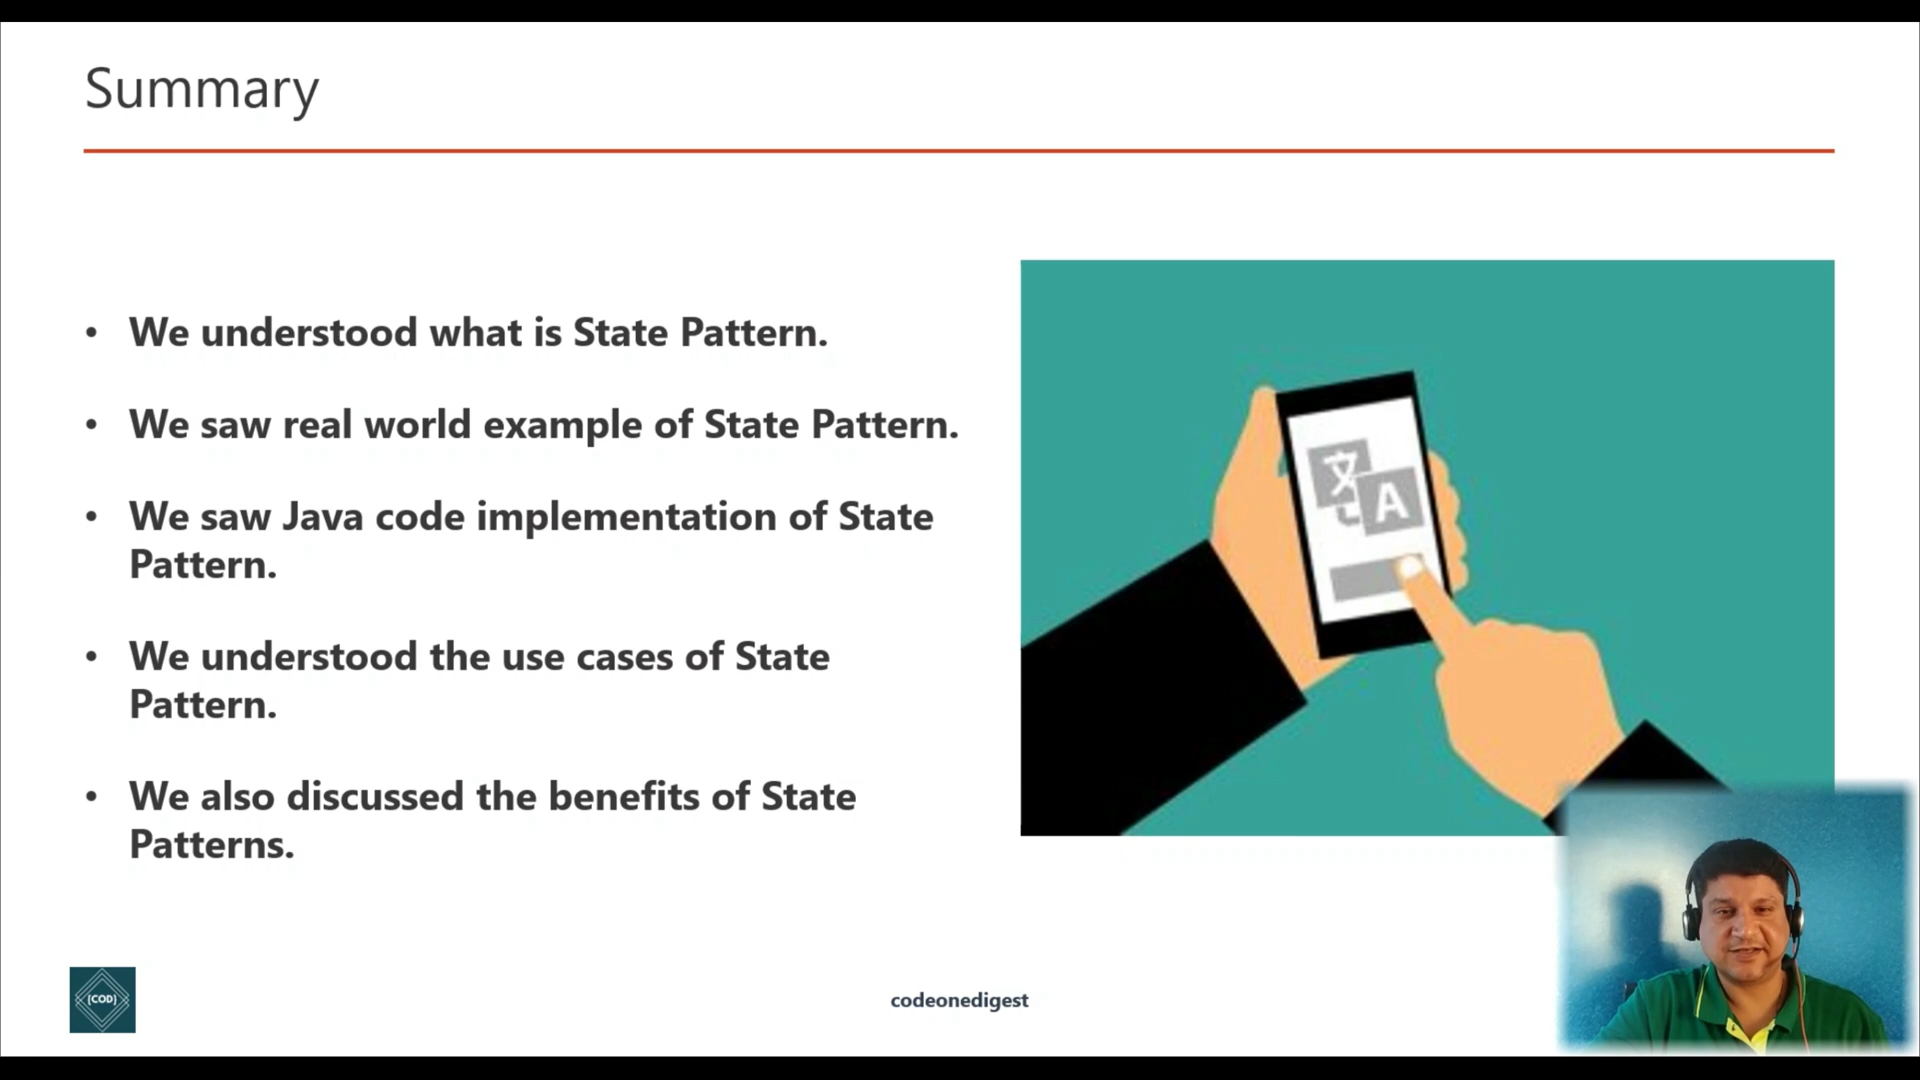 Summary
• We understood what is State Pattern.
• We saw real world example of State Pattern.
• We saw Java code implementation of State
Pattern.
• We understood the use cases of State
Pattern.
• We also discussed the benefits of State
Patterns.
文
A
{COD}
codeonedigest